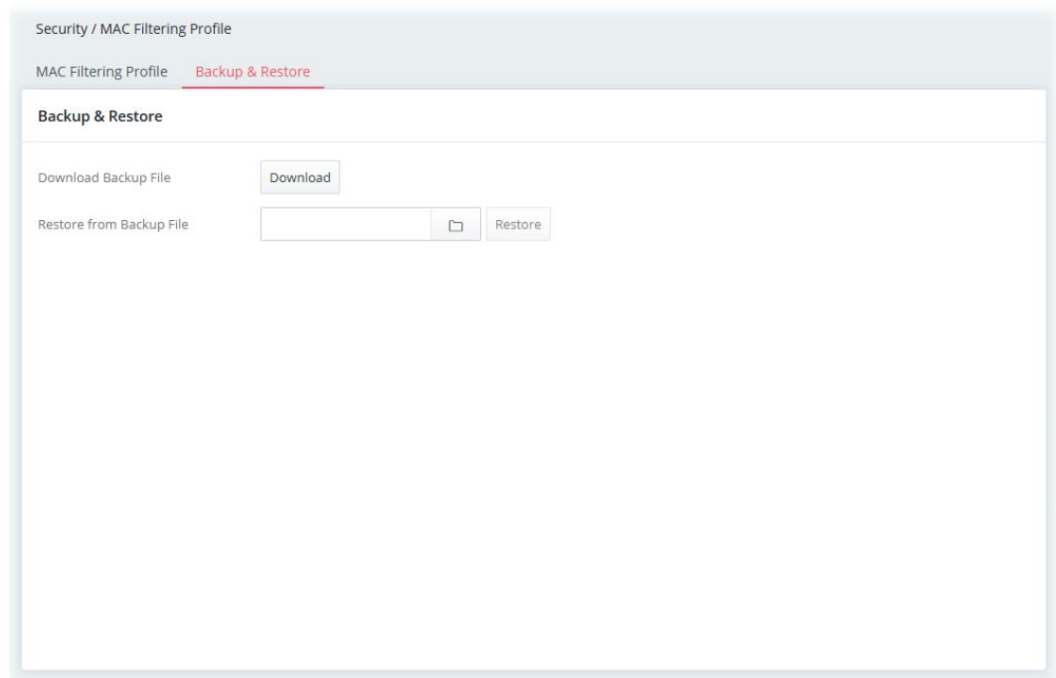 Security / MAC Filtering Profile
MAC Filtering Profile Backup & Restore
Backup & Restore
Download Backup File Download
Restore from Backup File Restore